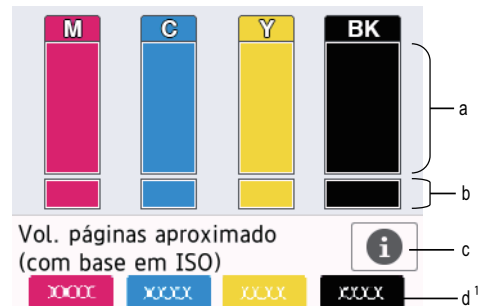 M C Y BK
a
b
Vol. páginas aproximado
(com base em ISO)
i
c
XXXX XXXX XXXX XXXX
d1